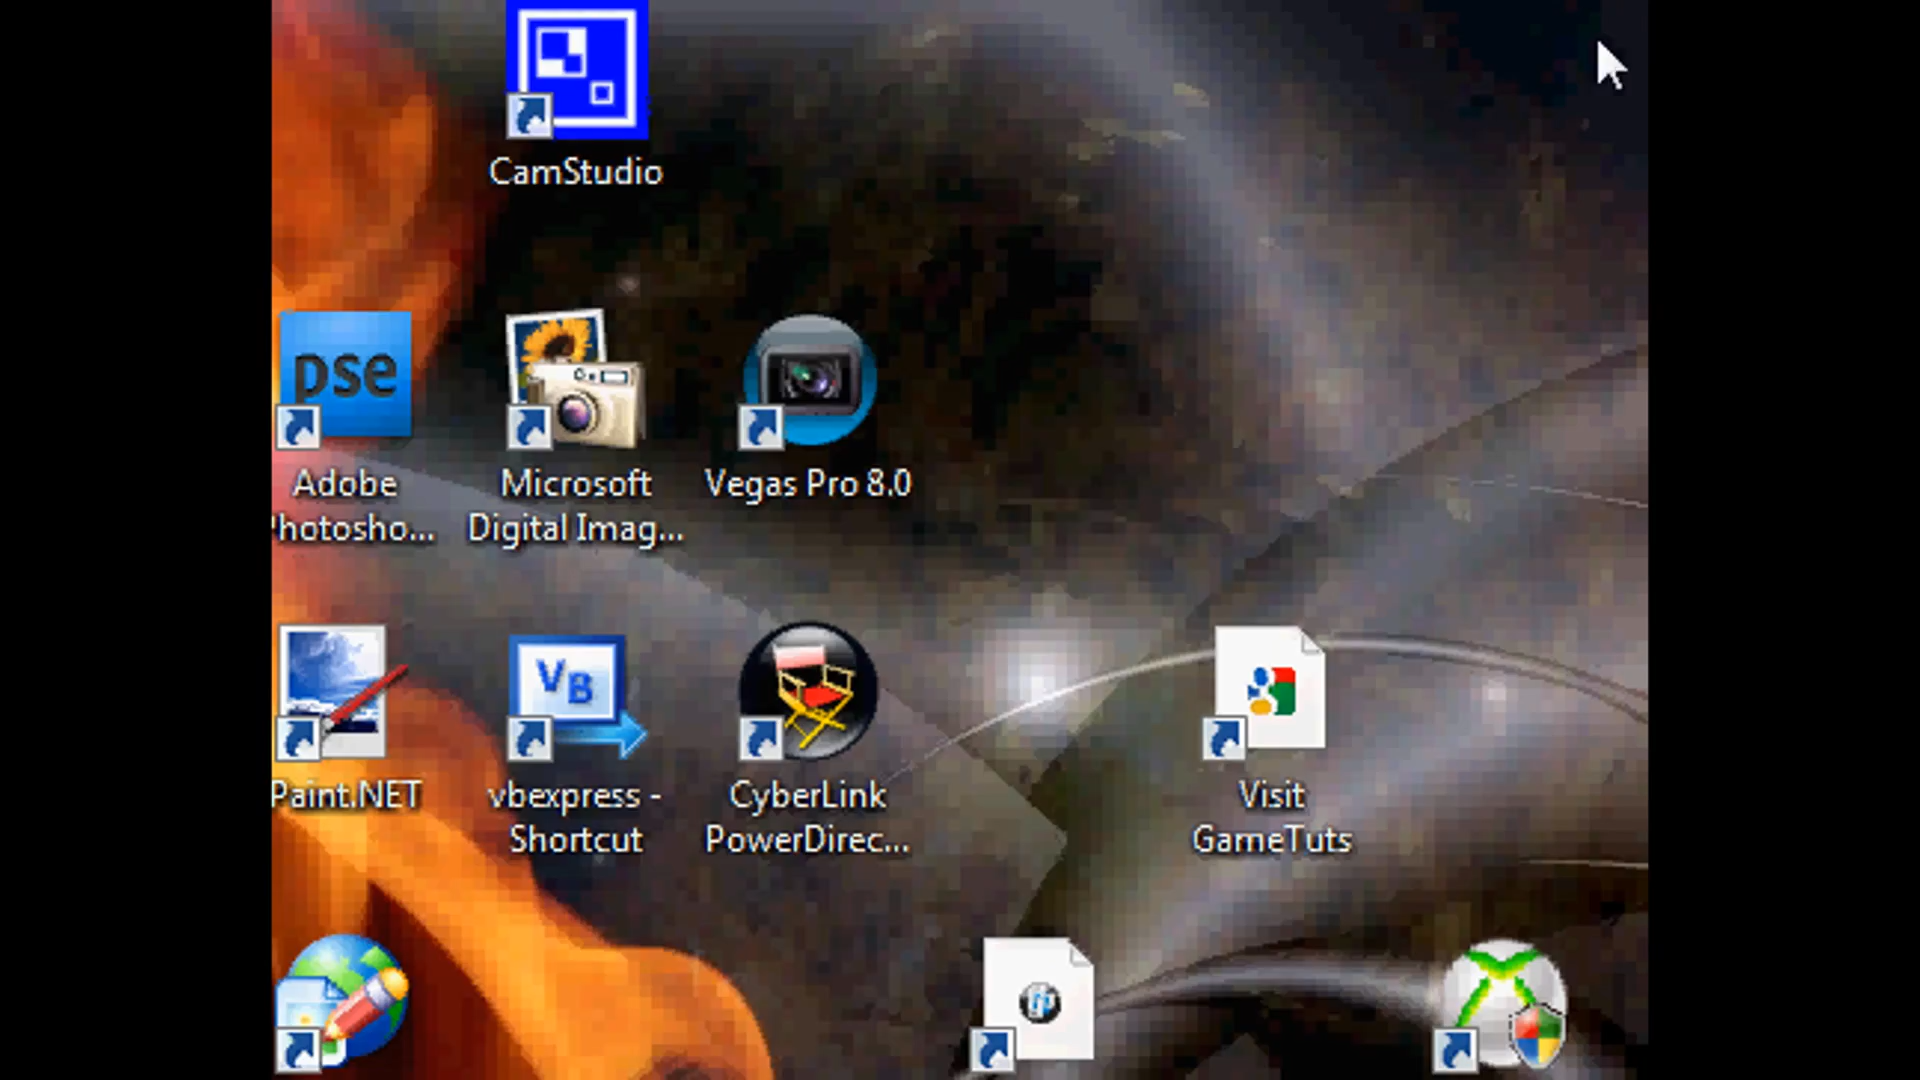 CamStudio
pse
Adobe
Photosho...
Microsoft
Digital Imag...
Vegas Pro 8.0
Paint.NET
VB
vbexpress -
Shortcut
CyberLink
PowerDirec...
Visit
GameTuts